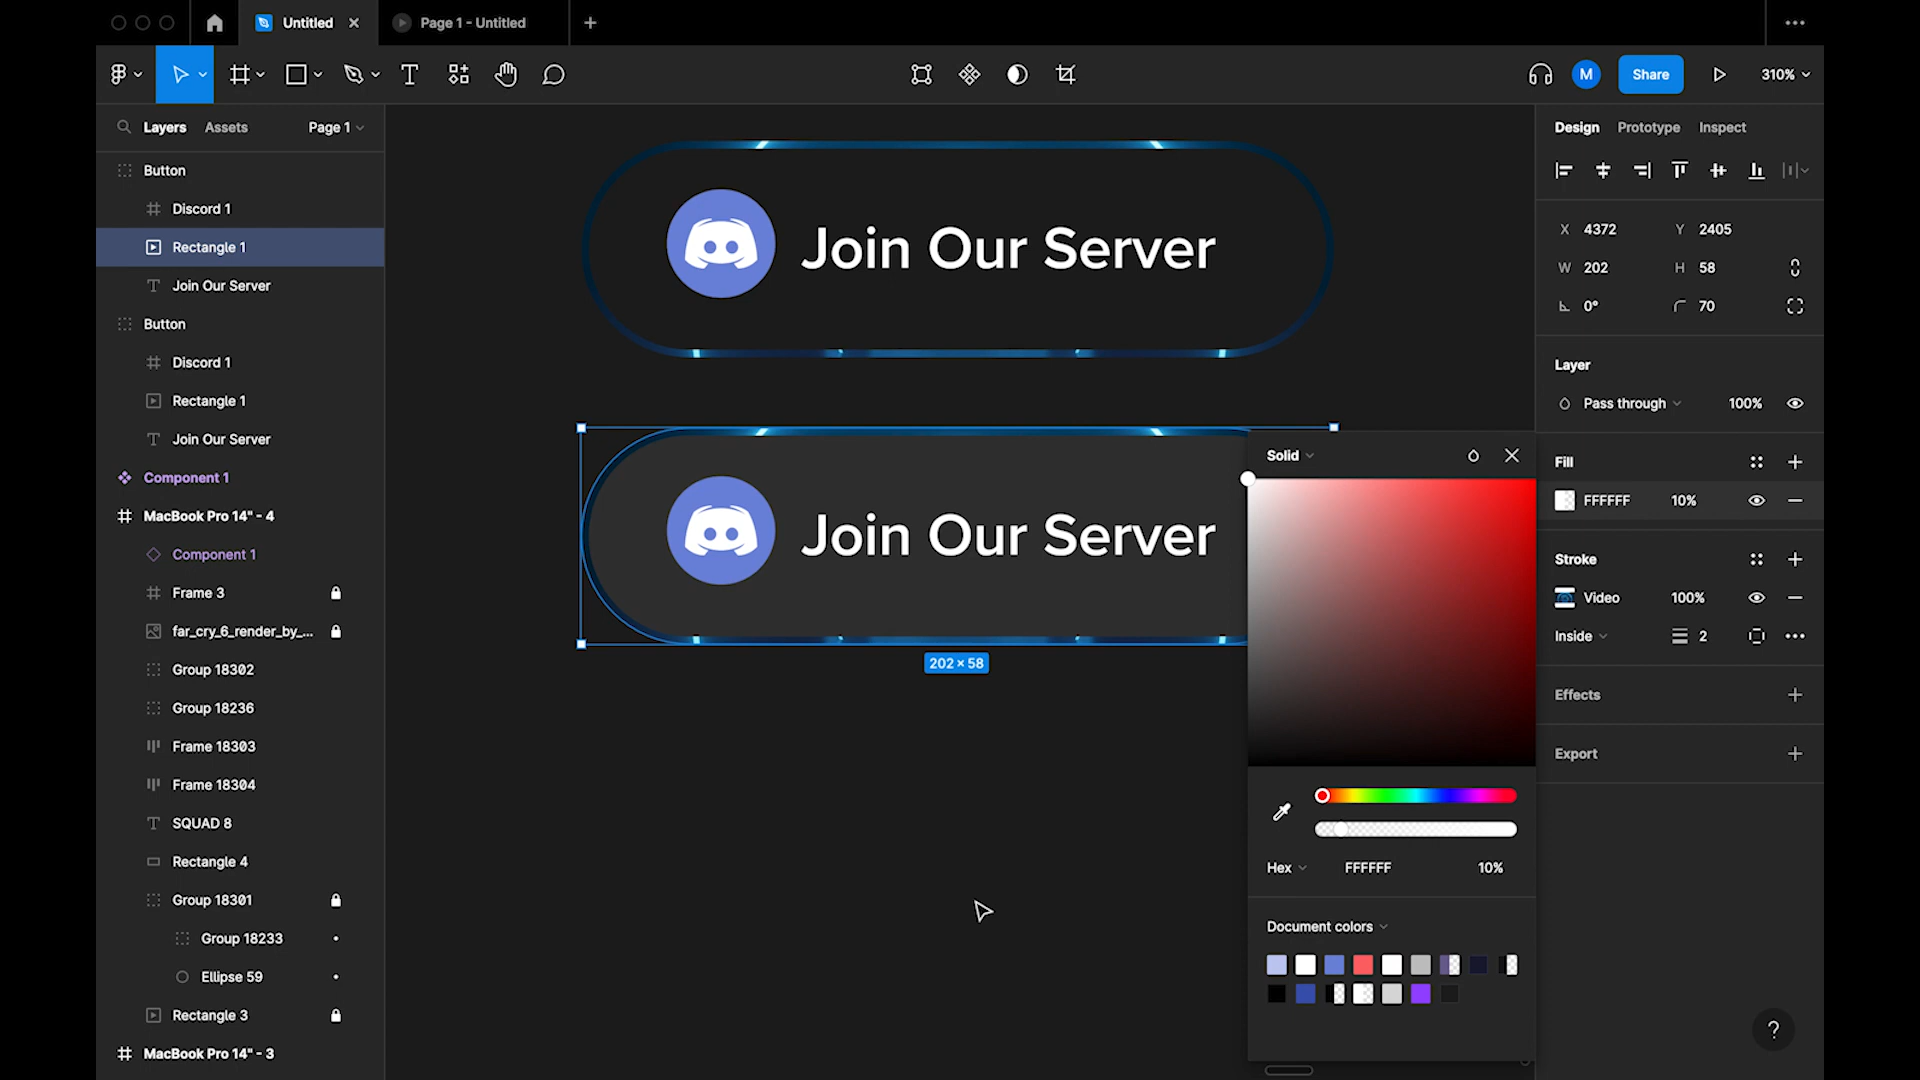 Untitled
Page 1 - Untitled
M
Share
310%
Layers
Assets
Page 1
Button
Discord 1
Rectangle 1
Join Our Server
Button
Discord 1
Rectangle 1
Join Our Server
Component 1
MacBook Pro 14" - 4
Component 1
Frame 3
far_cry_6_render_by_...
Group 18302
Group 18236
Frame 18303
Frame 18304
SQUAD 8
Rectangle 4
Group 18301
Group 18233
Ellipse 59
Rectangle 3
MacBook Pro 14" - 3
Join Our Server
Join Our Server
202 × 58
Solid
Hex
FFFFFF
10%
Document colors
Design
Prototype
Inspect
X 4372
Y 2405
W 202
H 58
0°
70
Layer
Pass through
100%
Fill
FFFFFF
10%
Stroke
Video
100%
Inside
2
Effects
Export
?